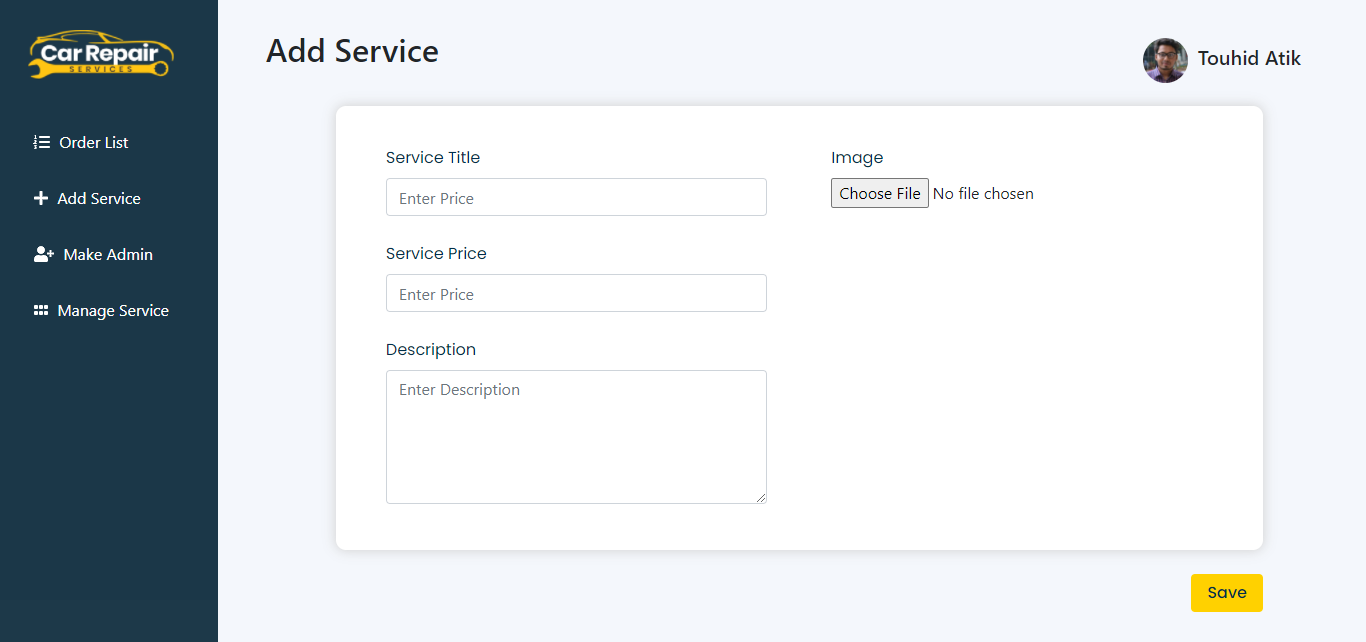 Car Repair
SERVICES
Order List
Add Service
Make Admin
Manage Service
Add Service
Touhid Atik
Service Title
Enter Price
Service Price
Enter Price
Description
Enter Description
Image
Choose File No file chosen
Save